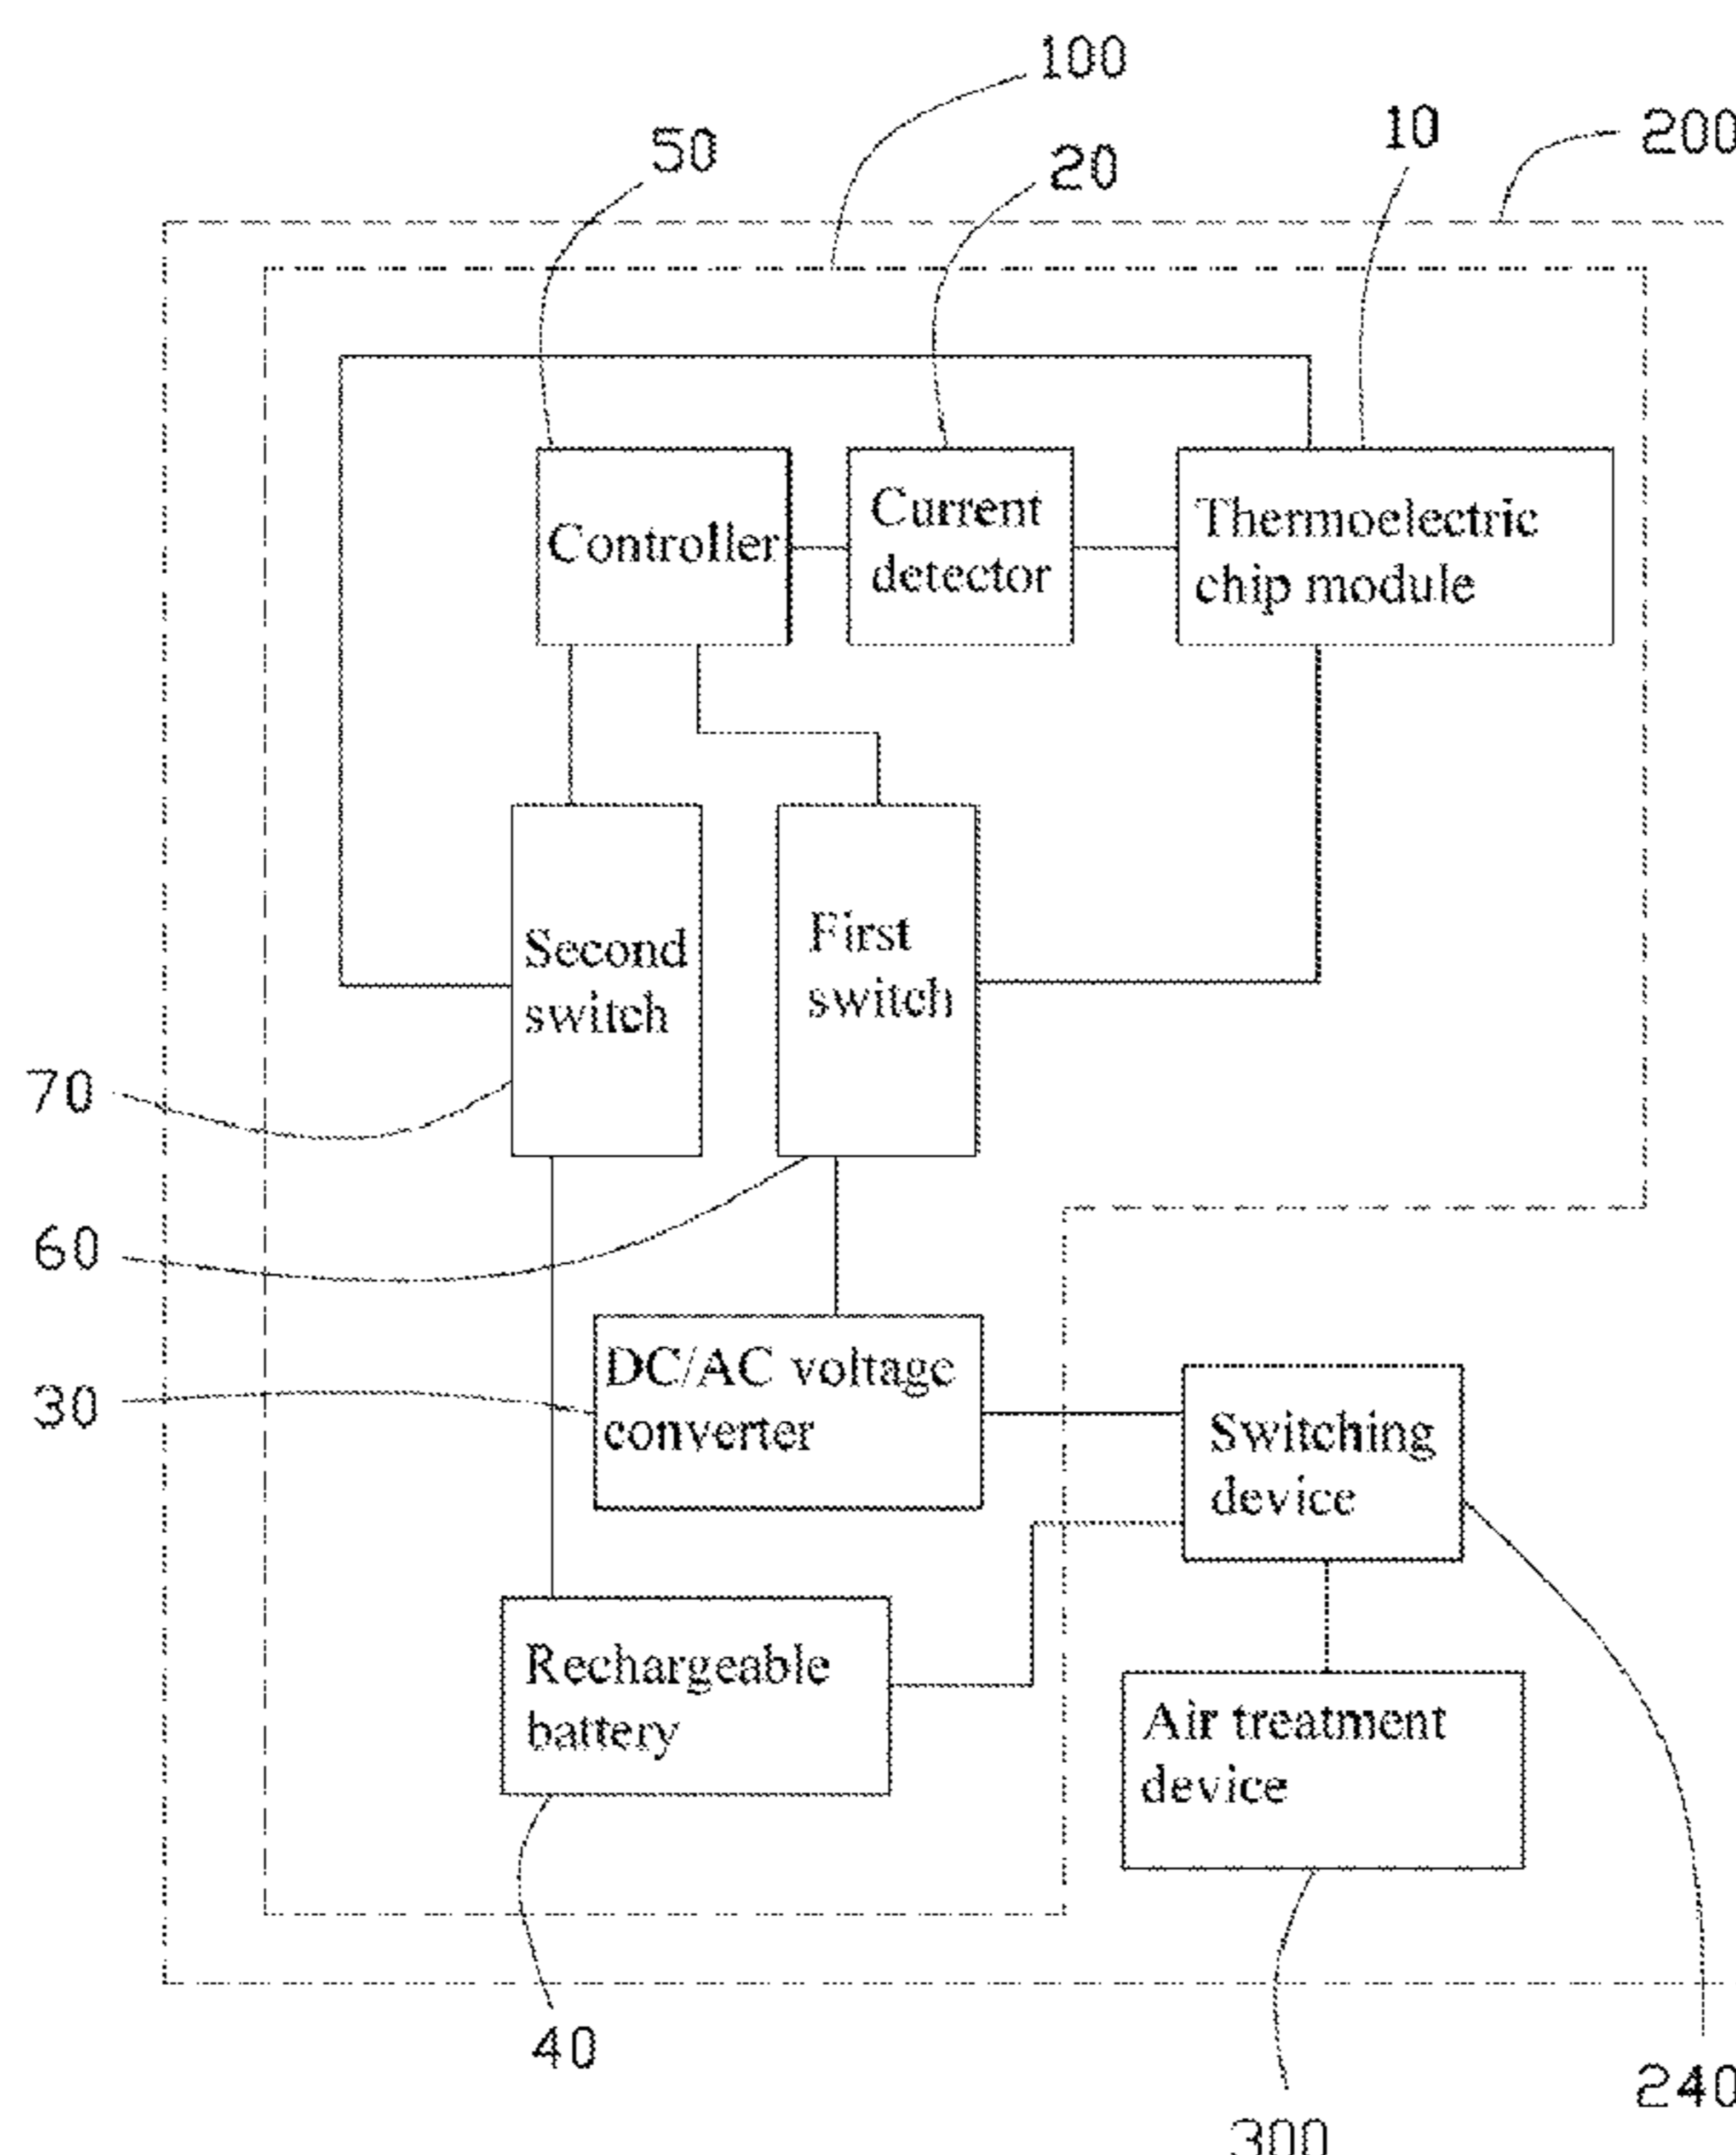 100
200
50
20
10
Controller
Current
detector
Thermoelectric
chip module
Second
switch
First
switch
70
60
DC/AC voltage
converter
30
Switching
device
Rechargeable
battery
Air treatment
device
40
240
300